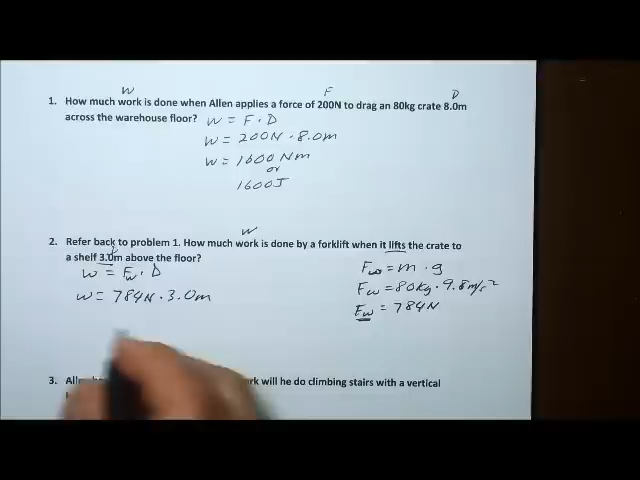 W F D
1. How much work is done when Allen applies a force of 200N to drag an 80kg crate 8.0m
across the warehouse floor? W = F · D
W = 200N · 8.0m
W = 1600 Nm
or
1600J
W
2. Refer back to problem 1. How much work is done by a forklift when it lifts the crate to
D
a shelf 3.0m above the floor?
W = Fw · D
W = 784N · 3.0m
Fw = m · g
Fw = 80kg · 9.8m/s²
Fw = 784N
3. will he do climbing stairs with a vertical